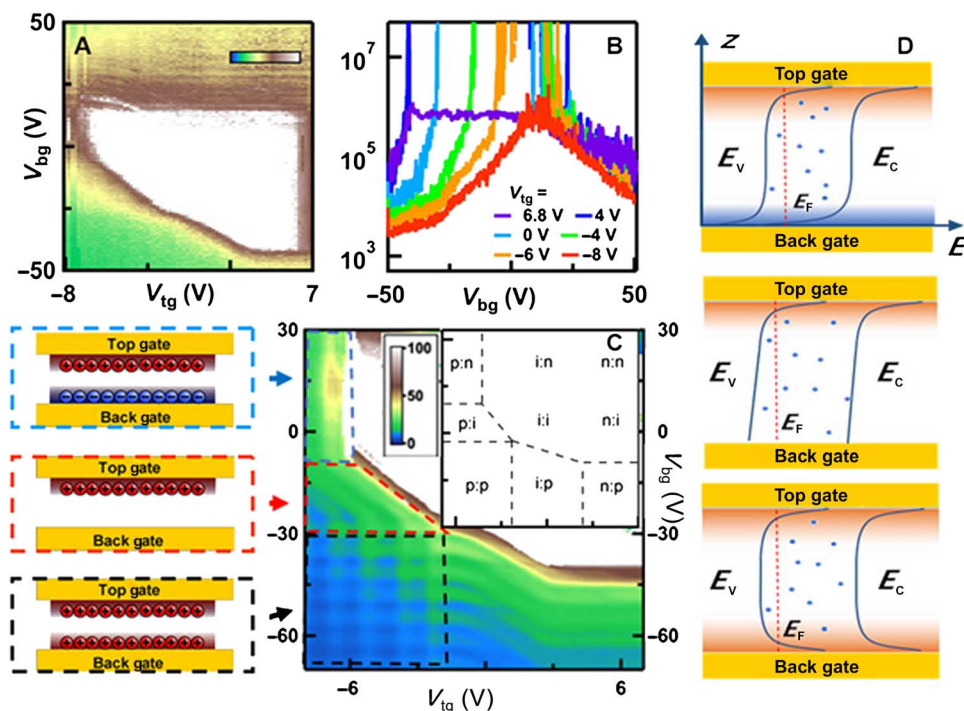 A
50
V_bg (V)
−50
−8
V_tg (V)
7
B
10^7
10^5
10^3
V_tg =
6.8 V
4 V
0 V
−4 V
−6 V
−8 V
−50
V_bg (V)
50
Top gate
Back gate
Top gate
Back gate
Top gate
Back gate
C
100
50
0
30
0
−30
−60
p:n
i:n
n:n
p:i
i:i
n:i
p:p
i:p
n:p
30
0
−30
−60
V_bg (V)
−6
V_tg (V)
6
D
Z
Top gate
E_V
E_F
E_C
Back gate
E
Top gate
E_V
E_F
E_C
Back gate
Top gate
E_V
E_F
E_C
Back gate